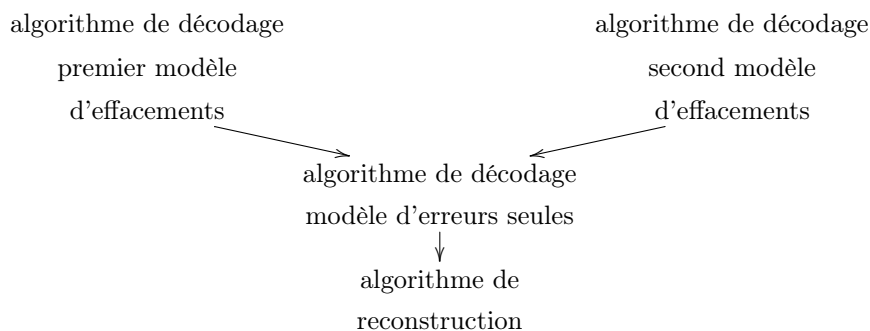 algorithme de décodage
premier modèle
d'effacements
algorithme de décodage
second modèle
d'effacements
algorithme de décodage
modèle d'erreurs seules
algorithme de
reconstruction